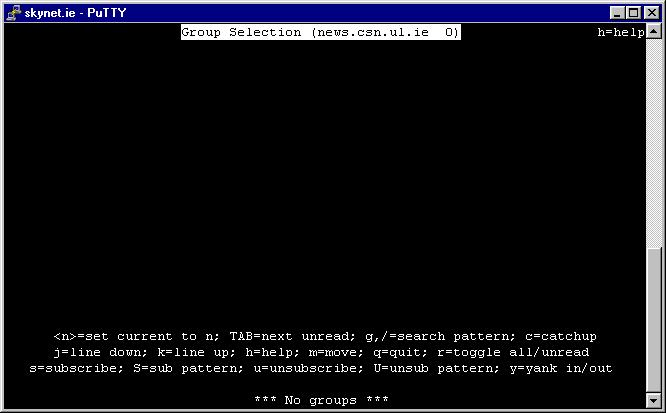 skynet.ie - PuTTY
Group Selection (news.csn.ul.ie  0)
h=help
<n>=set current to n; TAB=next unread; g,/=search pattern; c=catchup
j=line down; k=line up; h=help; m=move; q=quit; r=toggle all/unread
s=subscribe; S=sub pattern; u=unsubscribe; U=unsub pattern; y=yank in/out
*** No groups ***